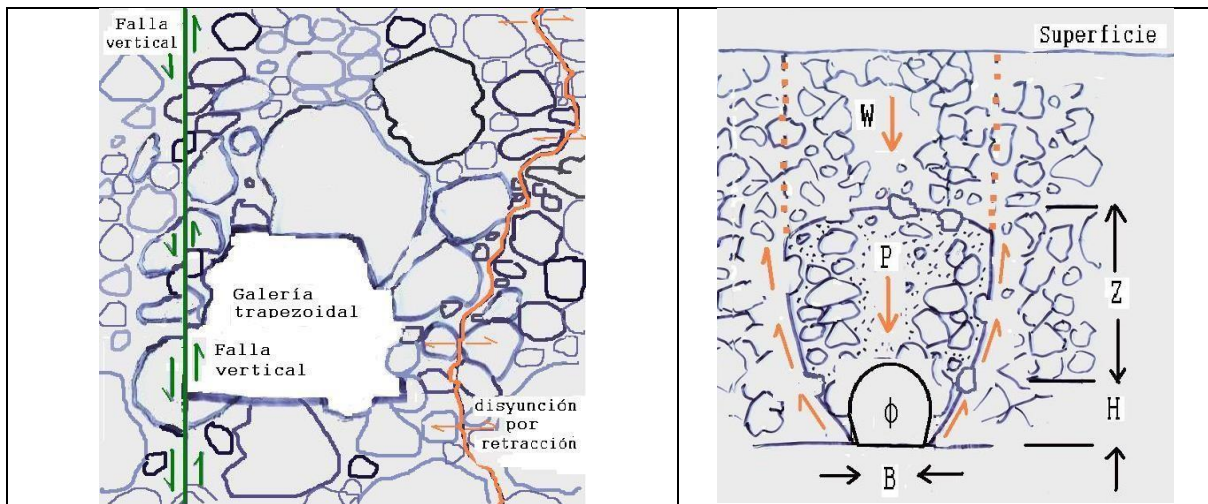 Falla
vertical
Galería
trapezoidal
Falla
vertical
disyunción
por
retracción
Superficie
W
P
Z
H
ϕ
B